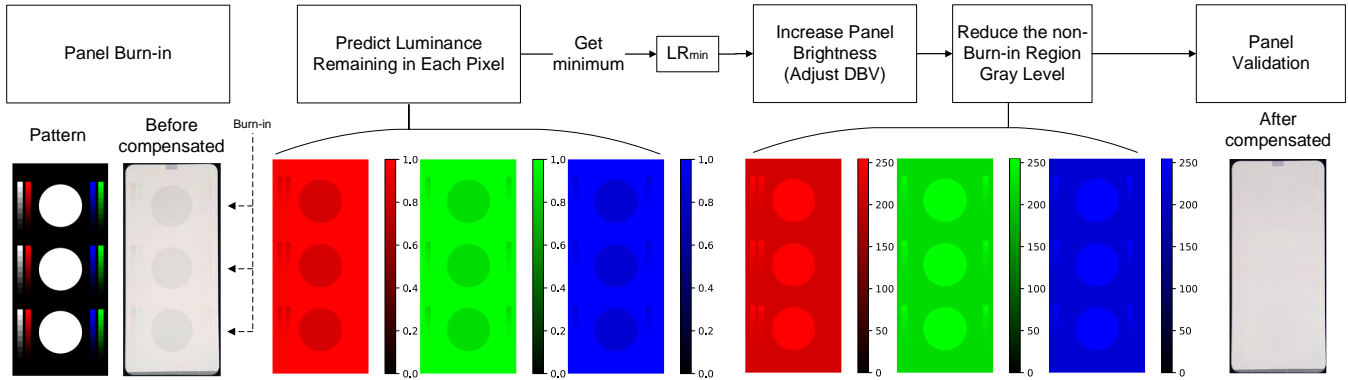 Panel Burn-in
Predict Luminance
Remaining in Each Pixel
Get
minimum
LRmin
Increase Panel
Brightness
(Adjust DBV)
Reduce the non-
Burn-in Region
Gray Level
Panel
Validation
Pattern
Before
compensated
Burn-in
After
compensated
1.0
0.8
0.6
0.4
0.2
0.0
1.0
0.8
0.6
0.4
0.2
0.0
1.0
0.8
0.6
0.4
0.2
0.0
250
200
150
100
50
0
250
200
150
100
50
0
250
200
150
100
50
0